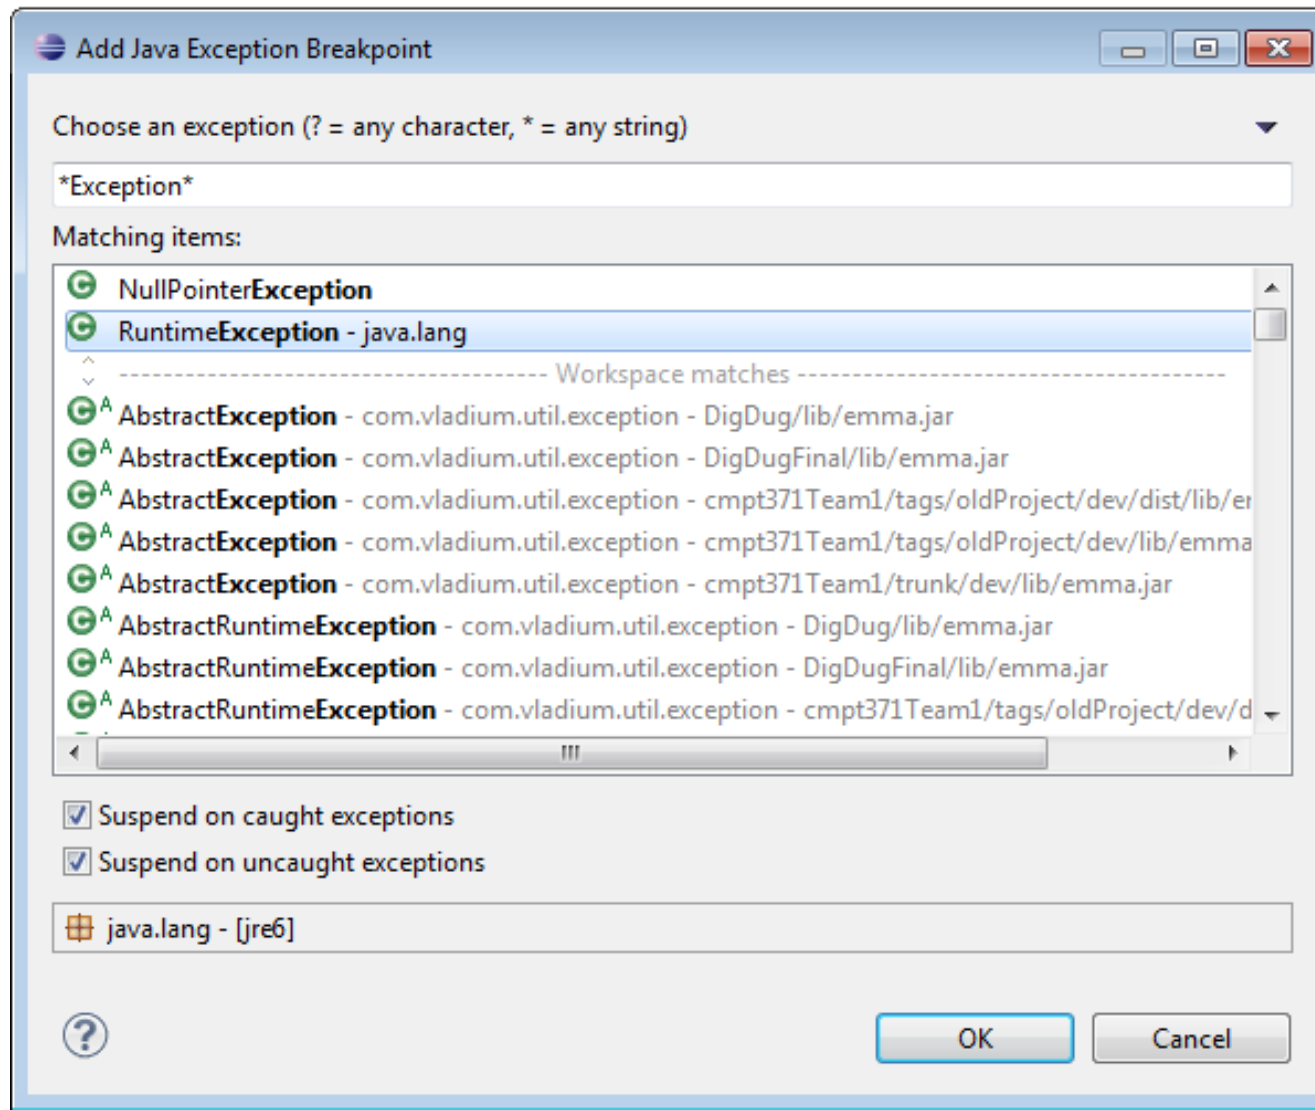 Add Java Exception Breakpoint
Choose an exception (? = any character, * = any string)
*Exception*
Matching items:
NullPointerException
RuntimeException - java.lang
--------------------------------------- Workspace matches ---------------------------------------
AbstractException - com.vladium.util.exception - DigDug/lib/emma.jar
AbstractException - com.vladium.util.exception - DigDugFinal/lib/emma.jar
AbstractException - com.vladium.util.exception - cmpt371Team1/tags/oldProject/dev/dist/lib/er
AbstractException - com.vladium.util.exception - cmpt371Team1/tags/oldProject/dev/lib/emma
AbstractException - com.vladium.util.exception - cmpt371Team1/trunk/dev/lib/emma.jar
AbstractRuntimeException - com.vladium.util.exception - DigDug/lib/emma.jar
AbstractRuntimeException - com.vladium.util.exception - DigDugFinal/lib/emma.jar
AbstractRuntimeException - com.vladium.util.exception - cmpt371Team1/tags/oldProject/dev/d
Suspend on caught exceptions
Suspend on uncaught exceptions
java.lang - [jre6]
OK Cancel